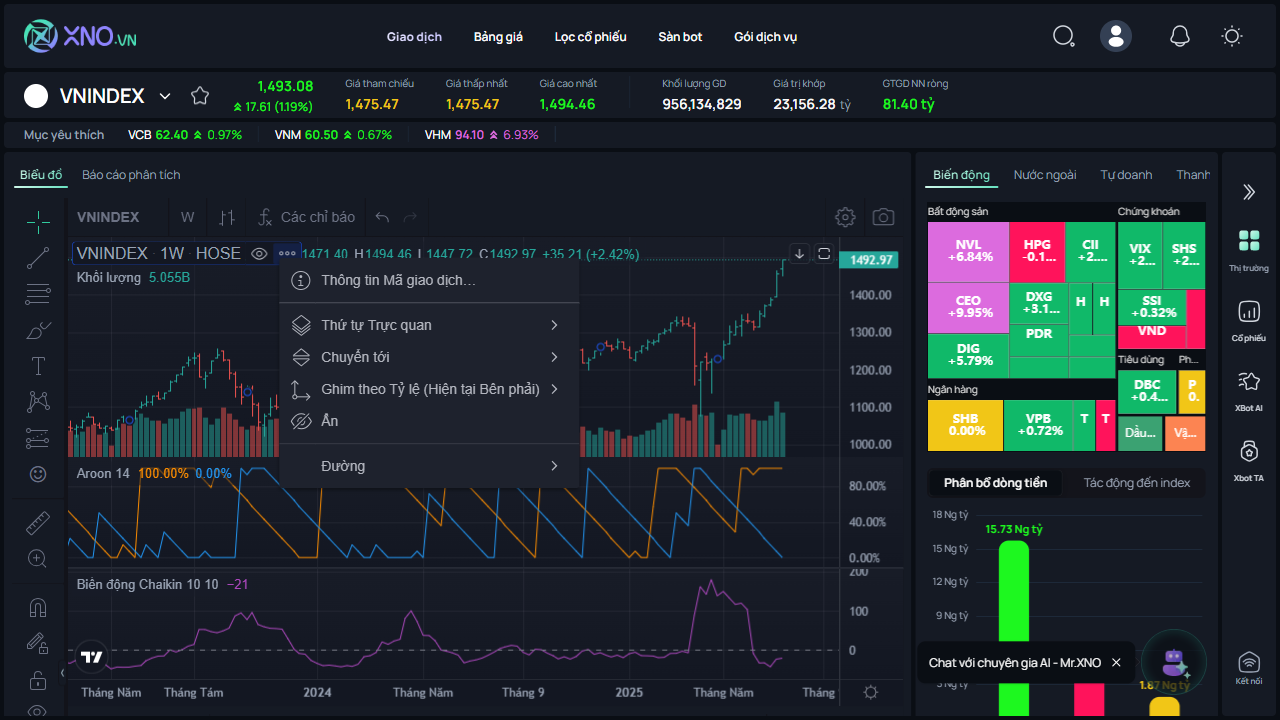 XNO.VN
Giao dịch Bảng giá Lọc cổ phiếu Sàn bot Gói dịch vụ
VNINDEX
1,493.08
17.61 (1.19%)
Giá tham chiếu
1,475.47
Giá thấp nhất
1,475.47
Giá cao nhất
1,494.46
Khối lượng GD
956,134,829
Giá trị khớp
23,156.28 tỷ
GTGD NN ròng
81.40 tỷ
Mục yêu thích VCB 62.40 0.97% VNM 60.50 0.67% VHM 94.10 6.93%
Biểu đồ Báo cáo phân tích
VNINDEX W Các chỉ báo
VNINDEX · 1W · HOSE 1471.40 H1494.46 L1447.72 C1492.97 +35.21 (+2.42%)
Khối lượng 5.055B
Thông tin Mã giao dịch...
Thứ tự Trực quan
Chuyển tới
Ghim theo Tỷ lệ (Hiện tại Bên phải)
Ẩn
Đường
1492.97
1400.00
1300.00
1200.00
1100.00
1000.00
Aroon 14 100.00% 0.00%
80.00%
40.00%
0.00%
Biên động Chaikin 10 10 −21
200
100
0
Tháng Năm Tháng Tám 2024 Tháng Năm Tháng 9 2025 Tháng Năm Tháng
Biến động Nước ngoài Tự doanh Thanh
Bất động sản
NVL
+6.84%
HPG
-0.1...
CII
+2....
CEO
+9.95%
DXG
+3.1...
H
H
PDR
DIG
+5.79%
Chứng khoán
VIX
+2...
SHS
+2...
SSI
+0.32%
VND
Tiêu dùng
DBC
+0.4...
Ph...
P
0.
Ngân hàng
SHB
0.00%
VPB
+0.72%
T
T
Dầu...
Vậ...
Phân bổ dòng tiền Tác động đến index
18 Ng tỷ
15.73 Ng tỷ
15 Ng tỷ
12 Ng tỷ
9 Ng tỷ
Chat với chuyên gia AI - Mr.XNO
1.87 Ng tỷ
Thị trường
Cổ phiếu
XBot AI
Xbot TA
Kết nối